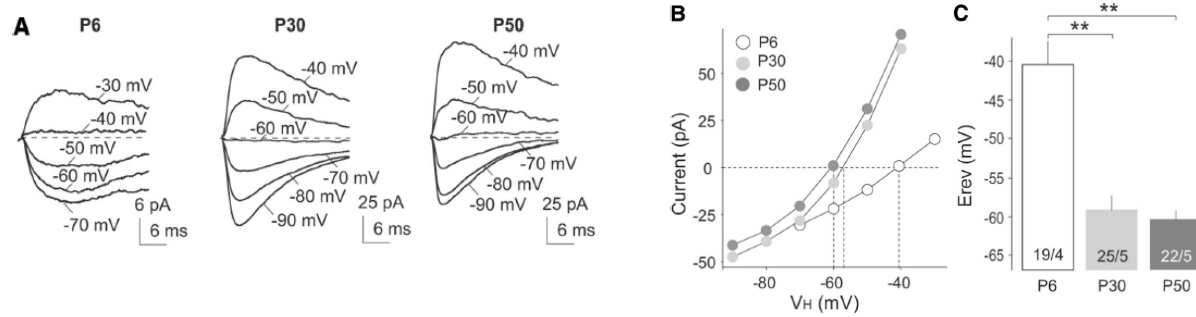 A
P6
-30 mV
-40 mV
-50 mV
-60 mV
-70 mV
6 pA
6 ms
P30
-40 mV
-50 mV
-60 mV
-70 mV
-80 mV
-90 mV
25 pA
6 ms
P50
-40 mV
-50 mV
-60 mV
-70 mV
-80 mV
-90 mV
25 pA
6 ms
B
P6
P30
P50
Current (pA)
50
25
0
-25
-50
-80
-60
-40
VH (mV)
C
**
**
Erev (mV)
-40
-45
-50
-55
-60
-65
19/4
25/5
22/5
P6
P30
P50